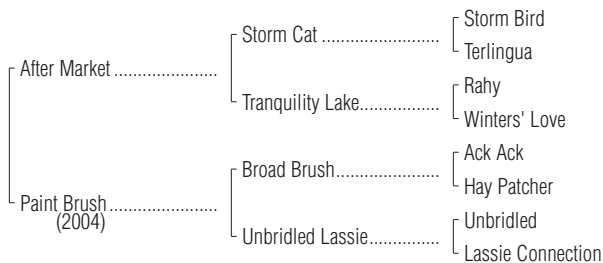 Storm Bird
Storm Cat ........................
Terlingua
After Market .....................
Rahy
Tranquility Lake................
Winters' Love
Ack Ack
Broad Brush.....................
Hay Patcher
Paint Brush......................
(2004)
Unbridled
Unbridled Lassie..............
Lassie Connection